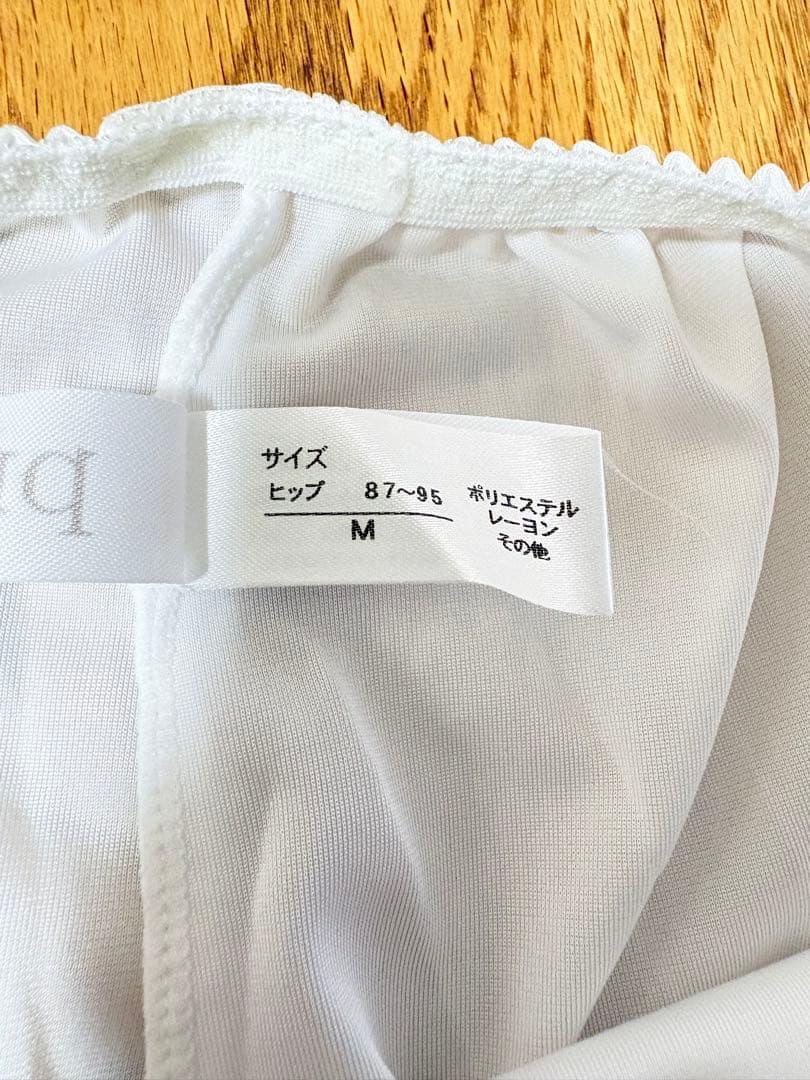 サイズ
ヒップ 87～95
M
ポリエステル
レーヨン
その他